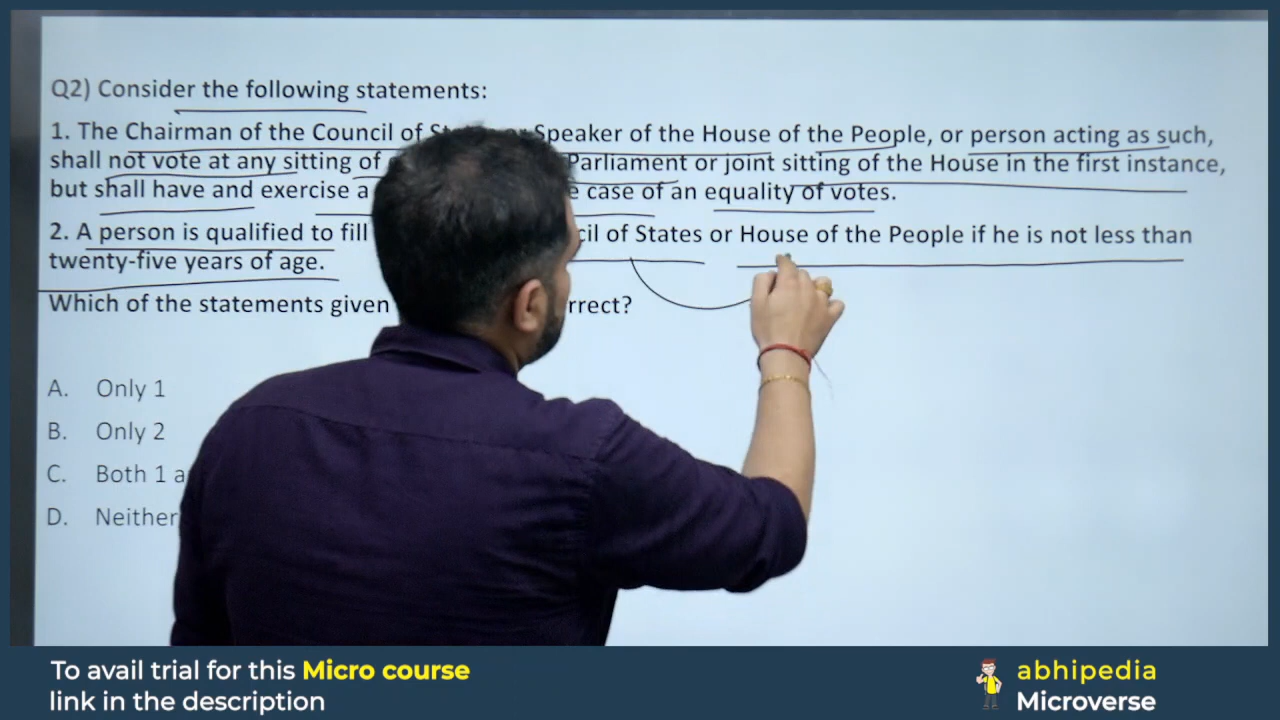 Q2) Consider the following statements:
1. The Chairman of the Council of Speaker of the House of the People, or person acting as such,
shall not vote at any sitting of Parliament or joint sitting of the House in the first instance,
but shall have and exercise a case of an equality of votes.
2. A person is qualified to fill of States or House of the People if he is not less than
twenty-five years of age.
Which of the statements given
A. Only 1
B. Only 2
C. Both 1
D. Neither
To avail trial for this Micro course
link in the description
abhipedia
Microverse